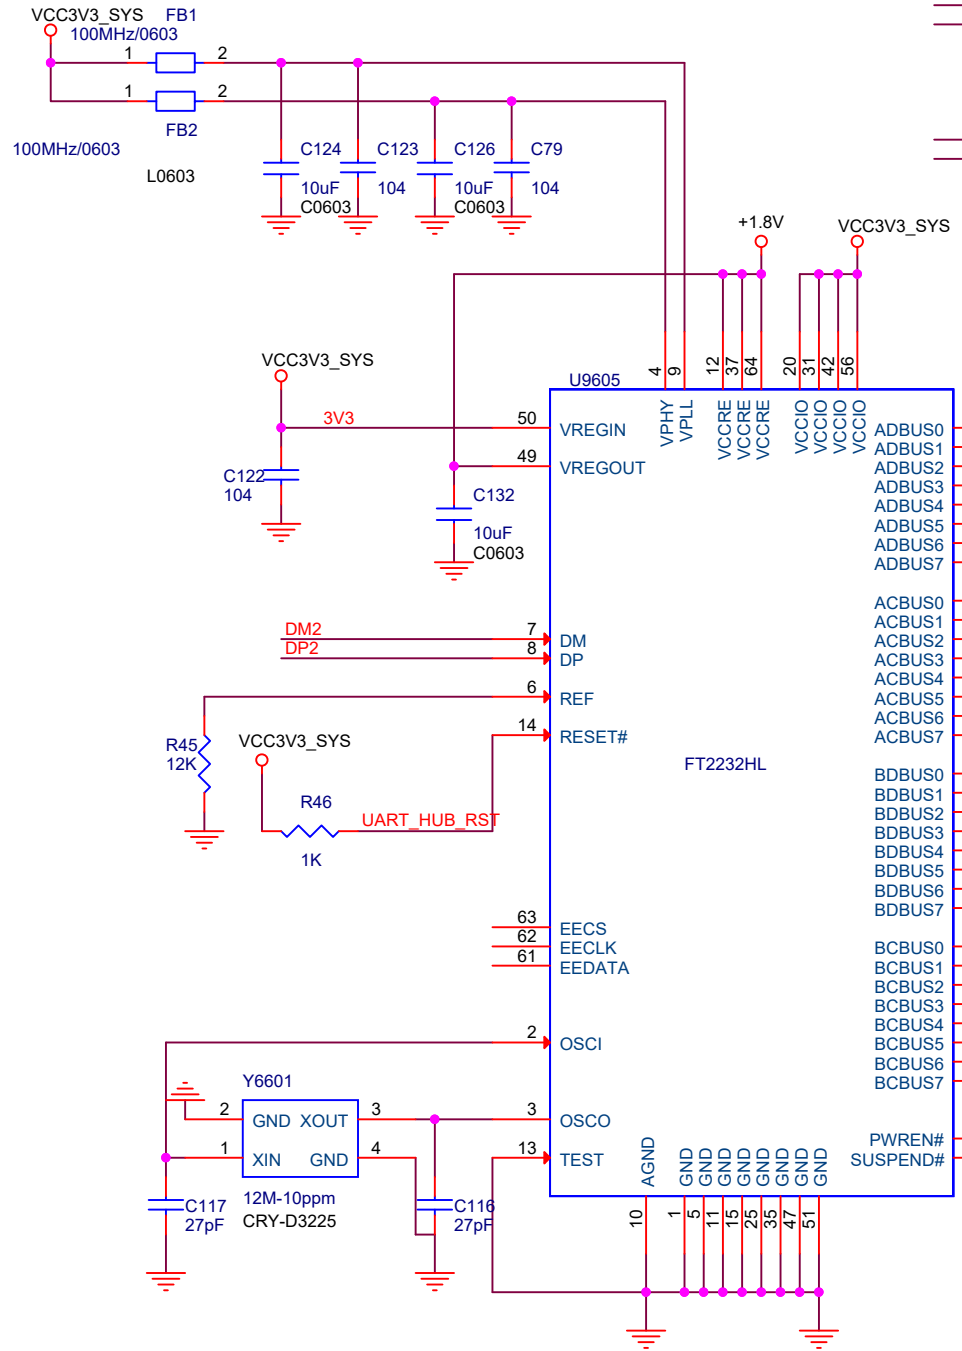 VCC3V3_SYS FB1
100MHz/0603
1 2
1 2
FB2
100MHz/0603
L0603
C124 C123 C126 C79
10uF 104 10uF 104
C0603 C0603
+1.8V
VCC3V3_SYS
VCC3V3_SYS
4 9 12 37 64 20 31 42 56
U9605
VPHY VPLL VCCRE VCCRE VCCRE VCCIO VCCIO VCCIO VCCIO
3V3 50 VREGIN
49 VREGOUT
C122
104
C132
10uF
C0603
ADBUS0
ADBUS1
ADBUS2
ADBUS3
ADBUS4
ADBUS5
ADBUS6
ADBUS7
ACBUS0
ACBUS1
ACBUS2
ACBUS3
ACBUS4
ACBUS5
ACBUS6
ACBUS7
DM2 7 DM
DP2 8 DP
6 REF
14 RESET#
R45
12K
VCC3V3_SYS
R46
UART_HUB_RST
1K
FT2232HL
BDBUS0
BDBUS1
BDBUS2
BDBUS3
BDBUS4
BDBUS5
BDBUS6
BDBUS7
63 EECS
62 EECLK
61 EEDATA
BCBUS0
BCBUS1
BCBUS2
BCBUS3
BCBUS4
BCBUS5
BCBUS6
BCBUS7
2 OSCI
Y6601
2 GND XOUT 3
1 XIN GND 4
3 OSCO
13 TEST
PWREN#
SUSPEND#
C117
27pF
12M-10ppm
CRY-D3225
C116
27pF
AGND GND GND GND GND GND GND GND GND
10 1 5 11 15 25 35 47 51